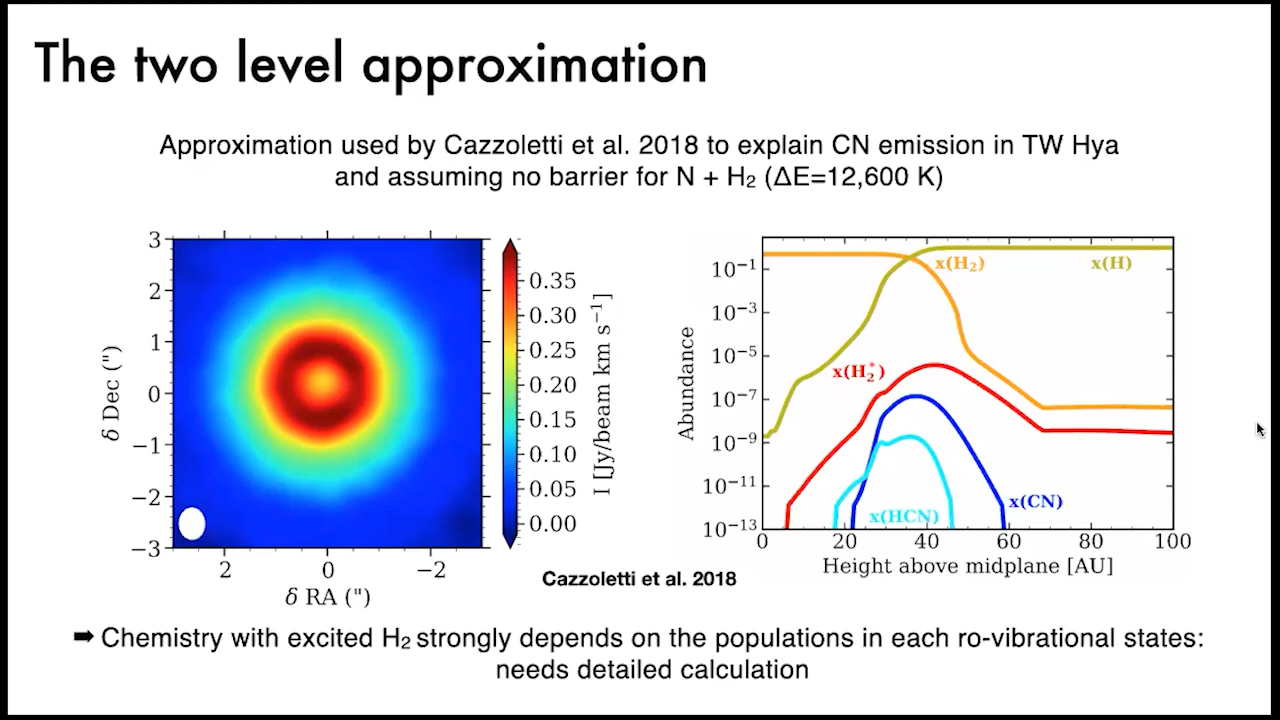 The two level approximation
Approximation used by Cazzoletti et al. 2018 to explain CN emission in TW Hya
and assuming no barrier for N + H₂ (ΔE=12,600 K)
3
2
1
0
−1
−2
−3
δ Dec (")
2
0
−2
δ RA (")
0.35
0.30
0.25
0.20
0.15
0.10
0.05
0.00
I [Jy/beam km s⁻¹]
10⁻¹
10⁻³
10⁻⁵
10⁻⁷
10⁻⁹
10⁻¹¹
10⁻¹³
Abundance
x(H₂)
x(H)
x(H₂*)
x(HCN)
x(CN)
0
20
40
60
80
100
Height above midplane [AU]
Cazzoletti et al. 2018
➡ Chemistry with excited H₂ strongly depends on the populations in each ro-vibrational states:
needs detailed calculation